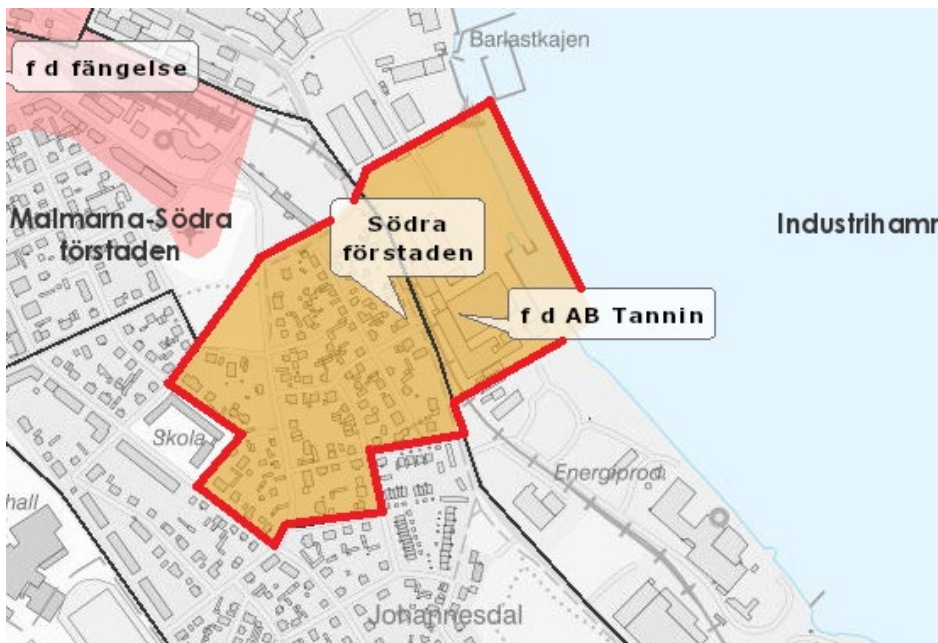 Barlastkajen
f d fängelse
Malmarna-Södra
förstaden
Södra
förstaden
Industrihamn
f d AB Tannin
Skola
Energiprod.
hall
Johannesdal